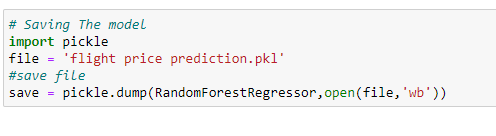 # Saving The model
import pickle
file = 'flight price prediction.pkl'
#save file
save = pickle.dump(RandomForestRegressor,open(file,'wb'))